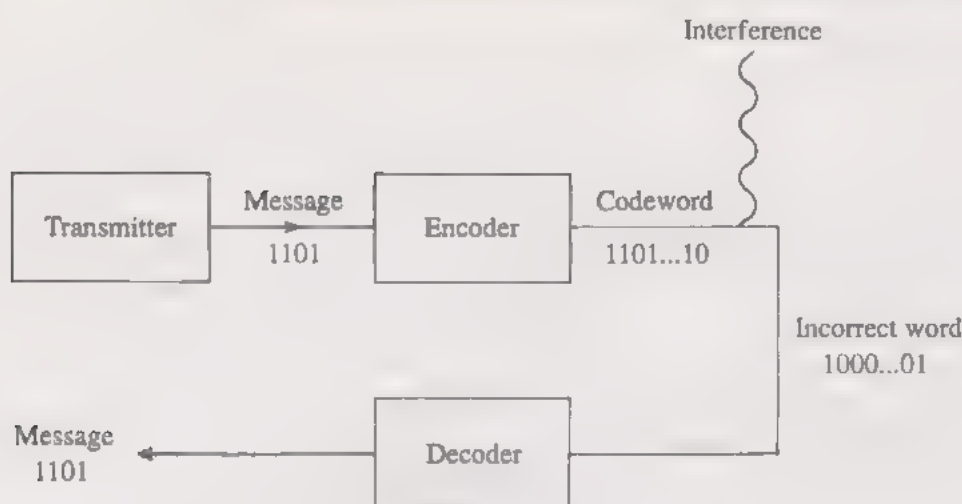 Interference
Transmitter
Message
1101
Encoder
Codeword
1101...10
Incorrect word
1000...01
Decoder
Message
1101